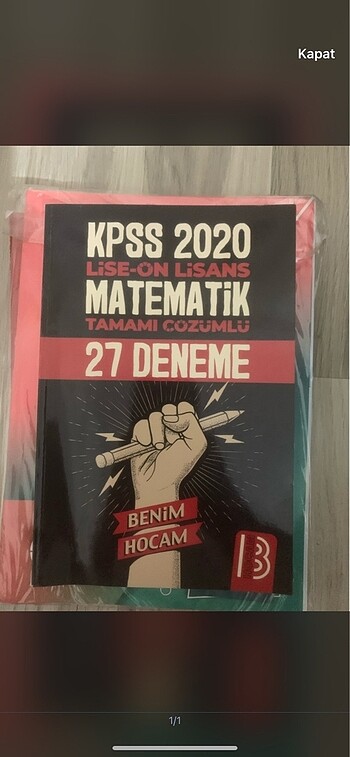 Kapat
KPSS 2020
LİSE-ÖN LİSANS
MATEMATİK
TAMAMI ÇÖZÜMLÜ
27 DENEME
BENİM
HOCAM
B
1/1